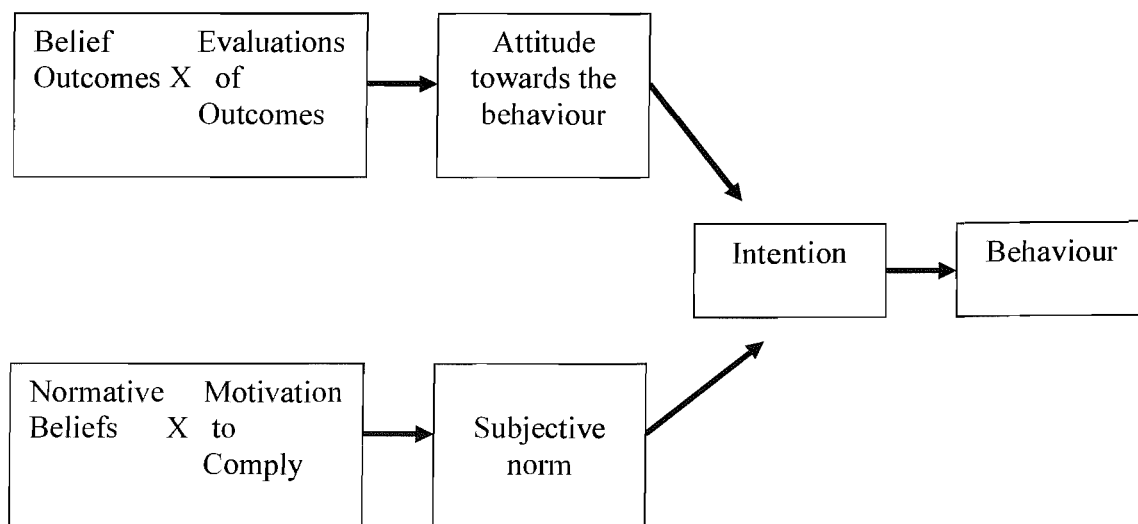 Belief Evaluations
Outcomes X of
Outcomes
Attitude
towards the
behaviour
Intention
Behaviour
Normative Motivation
Beliefs X to
Comply
Subjective
norm